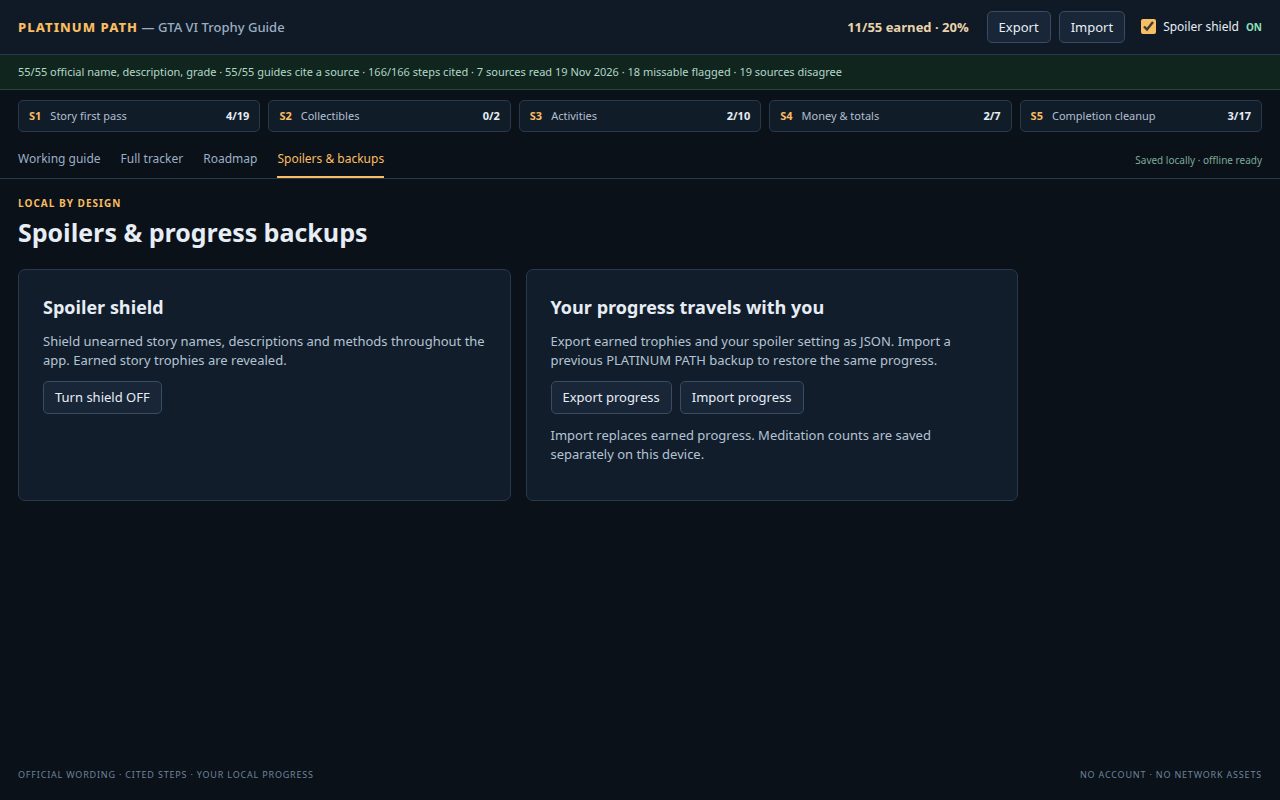 PLATINUM PATH — GTA VI Trophy Guide
11/55 earned · 20%
Export
Import
Spoiler shield ON
55/55 official name, description, grade · 55/55 guides cite a source · 166/166 steps cited · 7 sources read 19 Nov 2026 · 18 missable flagged · 19 sources disagree
S1 Story first pass 4/19
S2 Collectibles 0/2
S3 Activities 2/10
S4 Money & totals 2/7
S5 Completion cleanup 3/17
Working guide
Full tracker
Roadmap
Spoilers & backups
Saved locally · offline ready
LOCAL BY DESIGN
Spoilers & progress backups
Spoiler shield
Shield unearned story names, descriptions and methods throughout the
app. Earned story trophies are revealed.
Turn shield OFF
Your progress travels with you
Export earned trophies and your spoiler setting as JSON. Import a
previous PLATINUM PATH backup to restore the same progress.
Export progress
Import progress
Import replaces earned progress. Meditation counts are saved
separately on this device.
OFFICIAL WORDING · CITED STEPS · YOUR LOCAL PROGRESS
NO ACCOUNT · NO NETWORK ASSETS